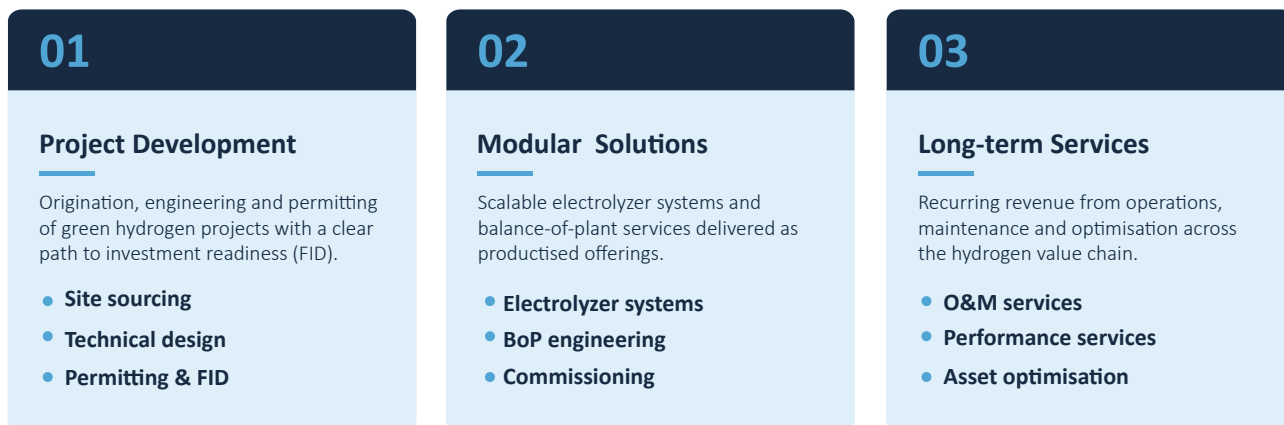 01
Project Development
Origination, engineering and permitting
of green hydrogen projects with a clear
path to investment readiness (FID).
Site sourcing
Technical design
Permitting & FID
02
Modular  Solutions
Scalable electrolyzer systems and
balance-of-plant services delivered as
productised offerings.
Electrolyzer systems
BoP engineering
Commissioning
03
Long-term Services
Recurring revenue from operations,
maintenance and optimisation across
the hydrogen value chain.
O&M services
Performance services
Asset optimisation